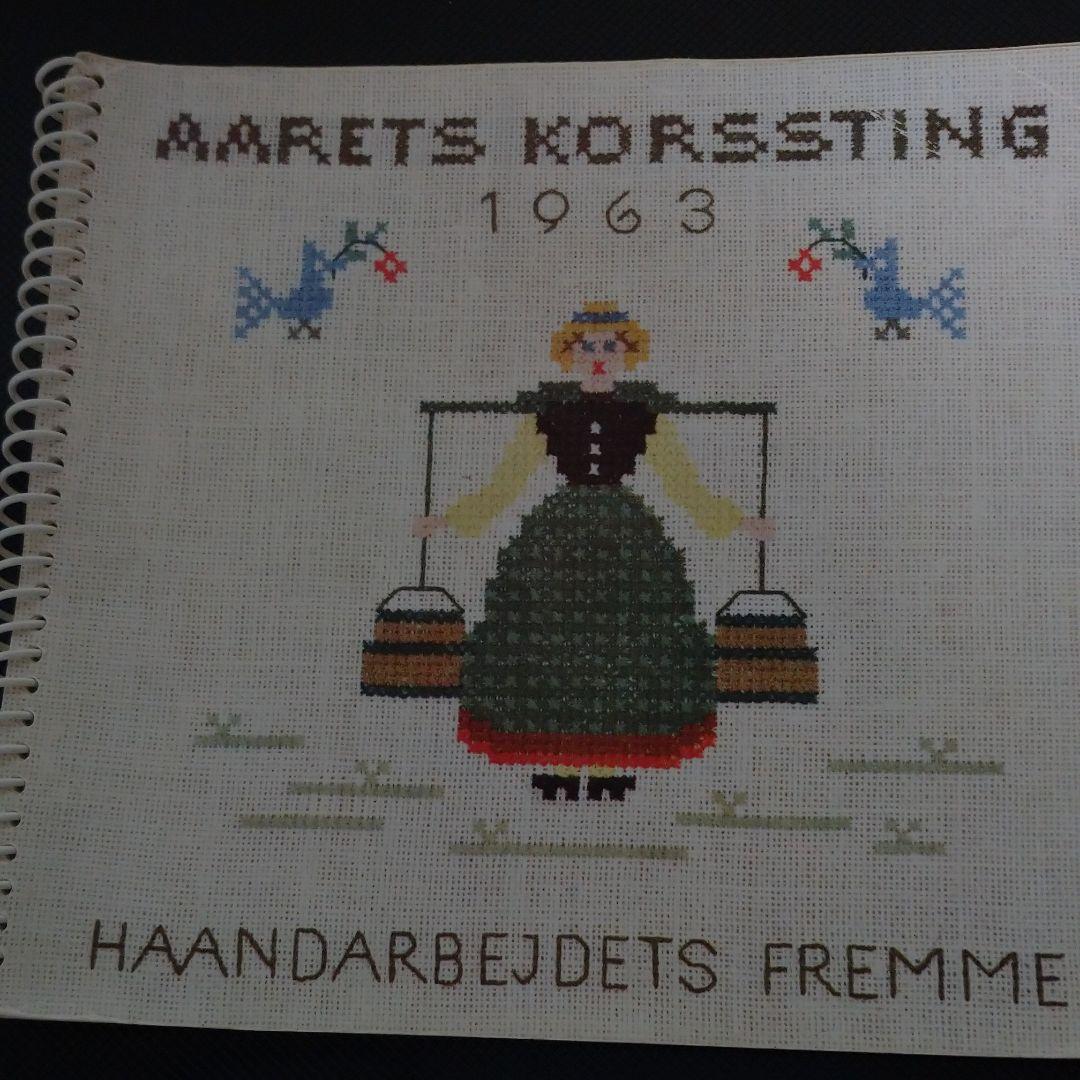 AARETS KORSSTING
1963
HAANDARBEJDETS FREMME